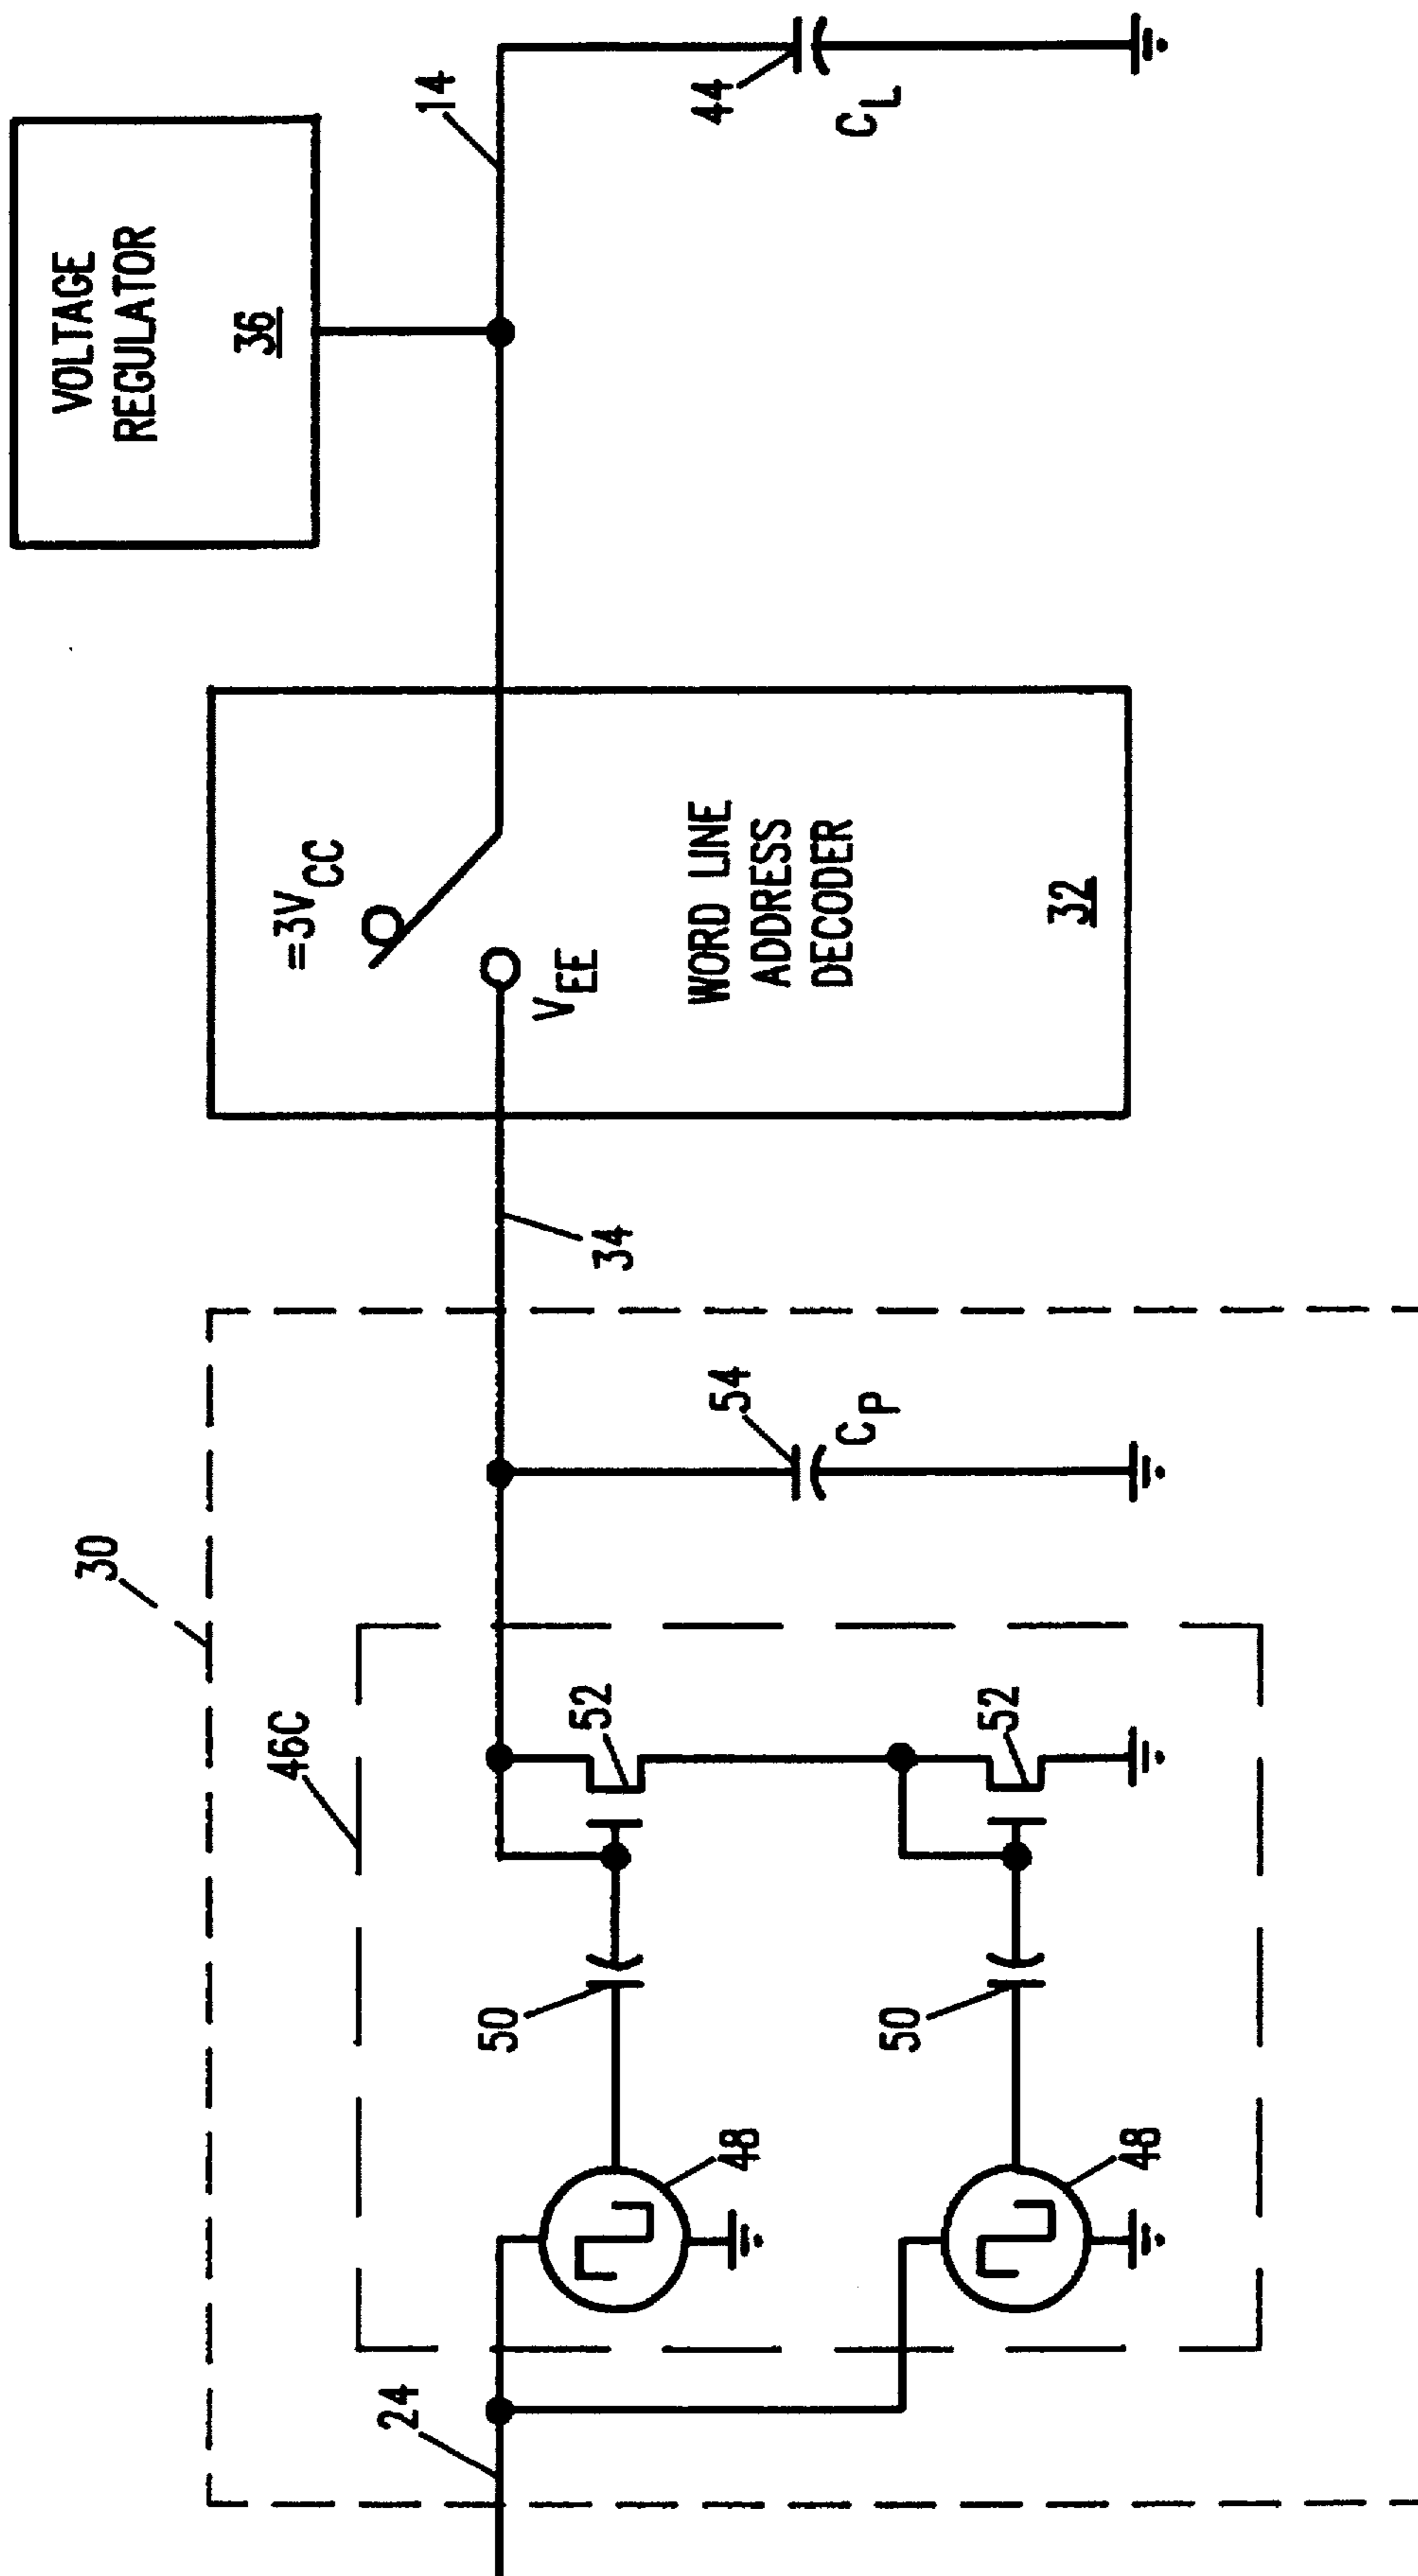 VOLTAGE
REGULATOR
36
14
44
C_L
=3V_CC
V_EE
WORD LINE
ADDRESS
DECODER
32
34
30
54
C_P
46C
52
52
50
50
48
48
24